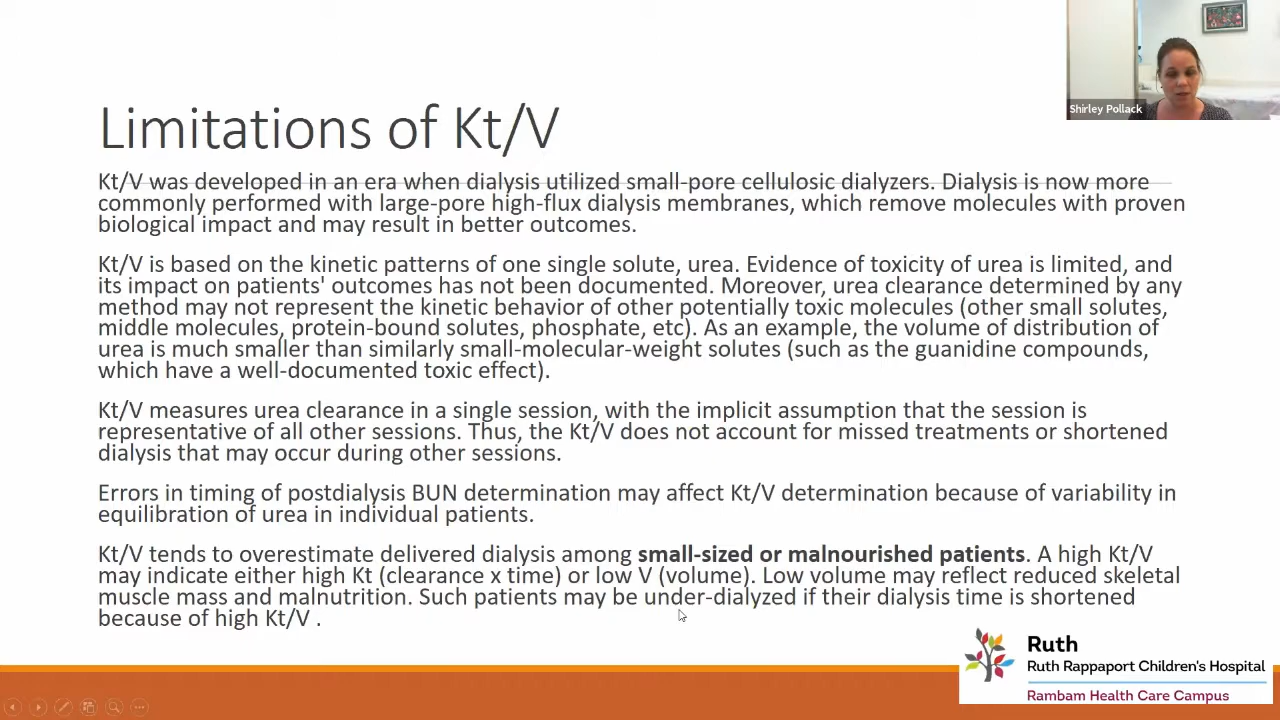 Shirley Pollack
Limitations of Kt/V
Kt/V was developed in an era when dialysis utilized small-pore cellulosic dialyzers. Dialysis is now more
commonly performed with large-pore high-flux dialysis membranes, which remove molecules with proven
biological impact and may result in better outcomes.
Kt/V is based on the kinetic patterns of one single solute, urea. Evidence of toxicity of urea is limited, and
its impact on patients' outcomes has not been documented. Moreover, urea clearance determined by any
method may not represent the kinetic behavior of other potentially toxic molecules (other small solutes,
middle molecules, protein-bound solutes, phosphate, etc). As an example, the volume of distribution of
urea is much smaller than similarly small-molecular-weight solutes (such as the guanidine compounds,
which have a well-documented toxic effect).
Kt/V measures urea clearance in a single session, with the implicit assumption that the session is
representative of all other sessions. Thus, the Kt/V does not account for missed treatments or shortened
dialysis that may occur during other sessions.
Errors in timing of postdialysis BUN determination may affect Kt/V determination because of variability in
equilibration of urea in individual patients.
Kt/V tends to overestimate delivered dialysis among small-sized or malnourished patients. A high Kt/V
may indicate either high Kt (clearance x time) or low V (volume). Low volume may reflect reduced skeletal
muscle mass and malnutrition. Such patients may be under-dialyzed if their dialysis time is shortened
because of high Kt/V .
Ruth
Ruth Rappaport Children's Hospital
Rambam Health Care Campus